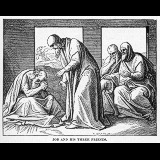 JOB AND HIS THREE FRIENDS.